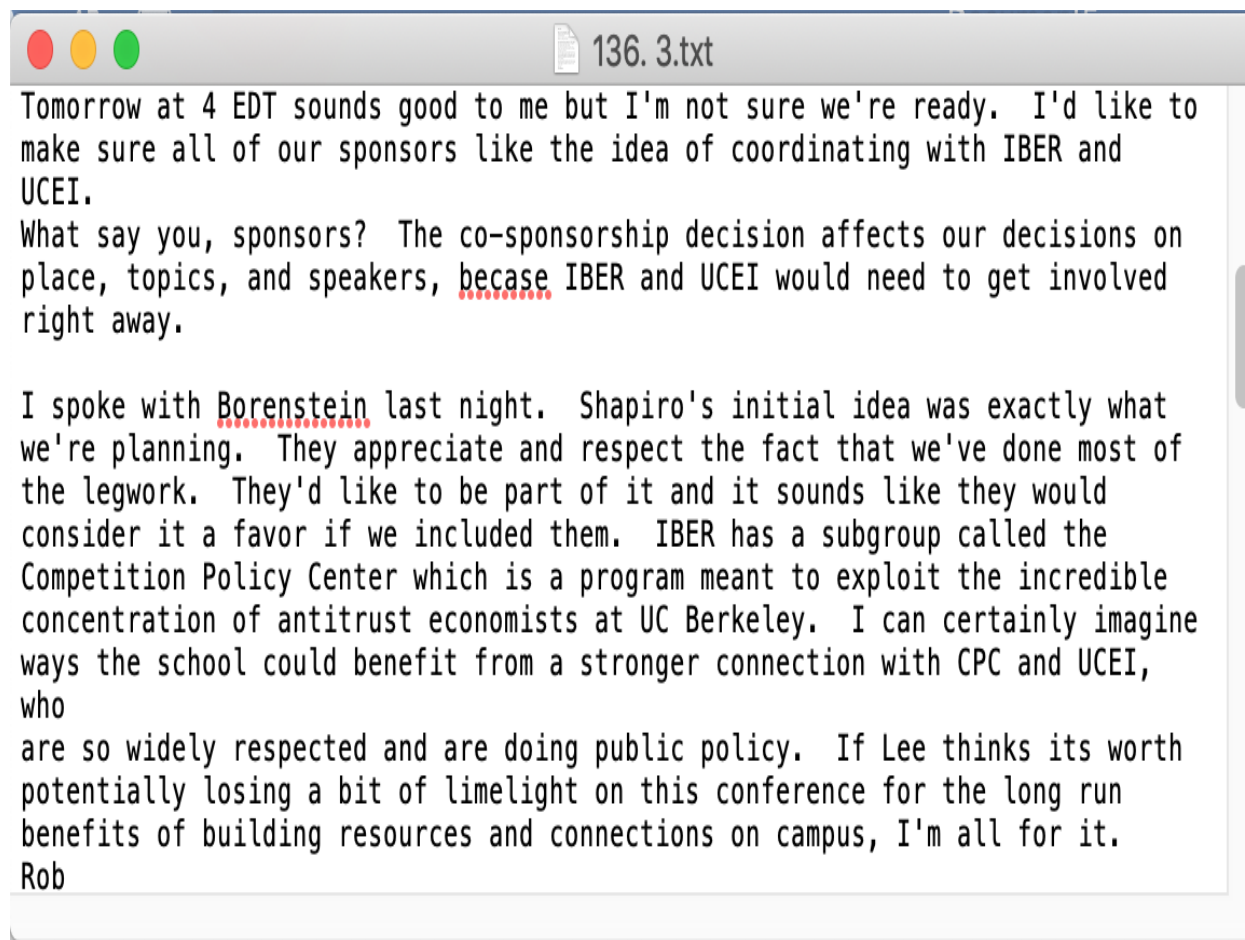 136. 3.txt
Tomorrow at 4 EDT sounds good to me but I'm not sure we're ready.  I'd like to
make sure all of our sponsors like the idea of coordinating with IBER and
UCEI.
What say you, sponsors?  The co-sponsorship decision affects our decisions on
place, topics, and speakers, becase IBER and UCEI would need to get involved
right away.

I spoke with Borenstein last night.  Shapiro's initial idea was exactly what
we're planning.  They appreciate and respect the fact that we've done most of
the legwork.  They'd like to be part of it and it sounds like they would
consider it a favor if we included them.  IBER has a subgroup called the
Competition Policy Center which is a program meant to exploit the incredible
concentration of antitrust economists at UC Berkeley.  I can certainly imagine
ways the school could benefit from a stronger connection with CPC and UCEI,
who
are so widely respected and are doing public policy.  If Lee thinks its worth
potentially losing a bit of limelight on this conference for the long run
benefits of building resources and connections on campus, I'm all for it.
Rob